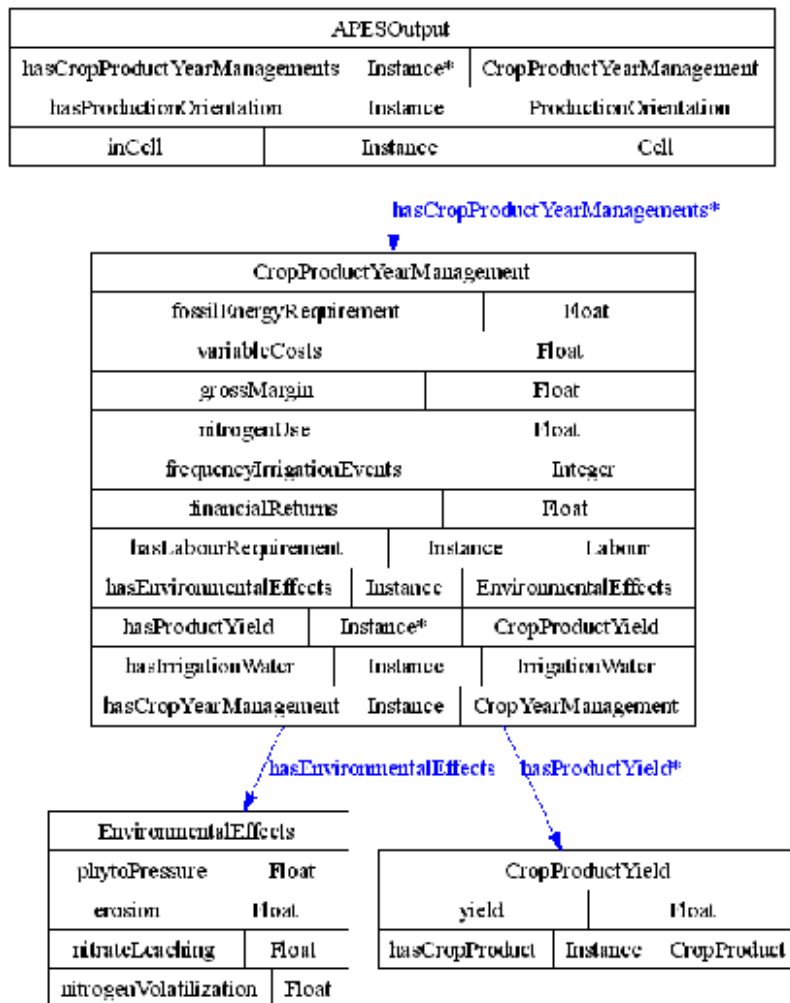 APESOutput
hasCropProductYearManagements Instance* CropProductYearManagement
hasProductionOrientation Instance ProductionOrientation
inCell Instance Cell
hasCropProductYearManagements*
CropProductYearManagement
fossilEnergyRequirement Float
variableCosts Float
grossMargin Float
nitrogenUse Float
frequencyIrrigationEvents Integer
financialReturns Float
hasLabourRequirement Instance Labour
hasEnvironmentalEffects Instance EnvironmentalEffects
hasProductYield Instance* CropProductYield
hasIrrigationWater Instance IrrigationWater
hasCropYearManagement Instance CropYearManagement
hasEnvironmentalEffects hasProductYield*
EnvironmentalEffects
phytoPressure Float
erosion Float
nitrateLeaching Float
nitrogenVolatilization Float
CropProductYield
yield Float
hasCropProduct Instance CropProduct